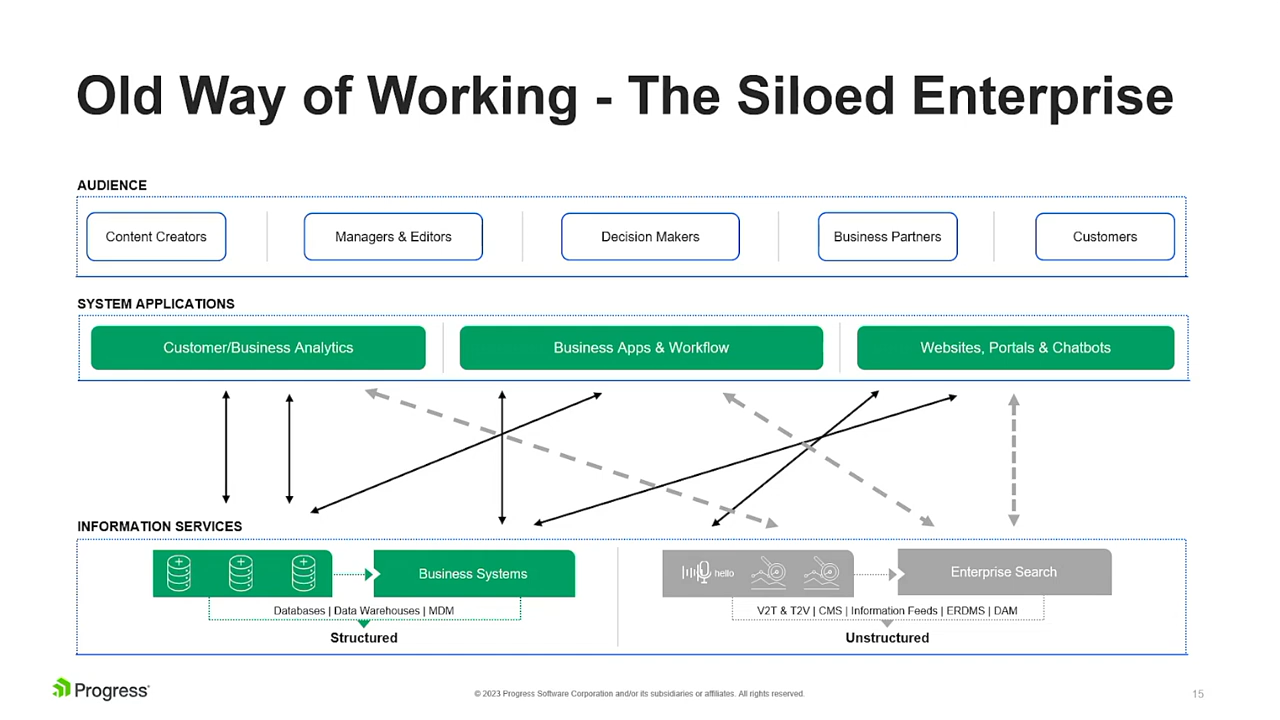 Old Way of Working - The Siloed Enterprise
AUDIENCE
Content Creators
Managers & Editors
Decision Makers
Business Partners
Customers
SYSTEM APPLICATIONS
Customer/Business Analytics
Business Apps & Workflow
Websites, Portals & Chatbots
INFORMATION SERVICES
Business Systems
hello
Enterprise Search
Databases | Data Warehouses | MDM
V2T & T2V | CMS | Information Feeds | ERDMS | DAM
Structured
Unstructured
Progress
© 2023 Progress Software Corporation and/or its subsidiaries or affiliates. All rights reserved.
15